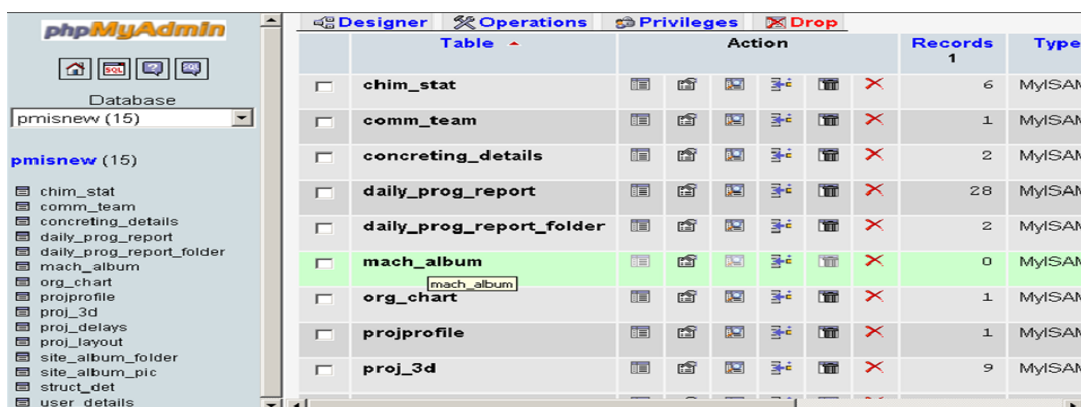 phpMyAdmin
SQL
Database
pmisnew (15)
pmisnew (15)
chim_stat
comm_team
concreting_details
daily_prog_report
daily_prog_report_folder
mach_album
org_chart
projprofile
proj_3d
proj_delays
proj_layout
site_album_folder
site_album_pic
struct_det
user_details
Designer Operations Privileges Drop
Table Action Records 1 Type
chim_stat 6 MyISAM
comm_team 1 MyISAM
concreting_details 2 MyISAM
daily_prog_report 28 MyISAM
daily_prog_report_folder 2 MyISAM
mach_album 0 MyISAM
mach_album
org_chart 1 MyISAM
projprofile 1 MyISAM
proj_3d 9 MyISAM